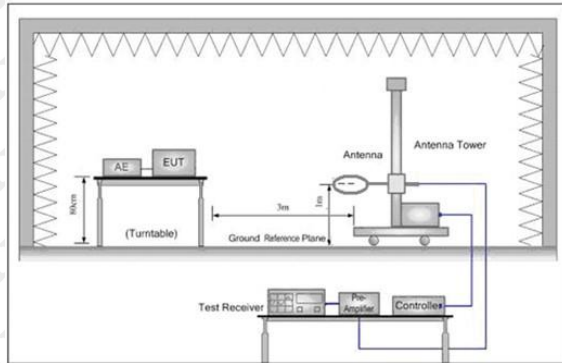 AE
EUT
80cm
(Turntable)
3m
Antenna
Antenna Tower
1m
Ground Reference Plane
Test Receiver
Pre-
Amplifier
Controller